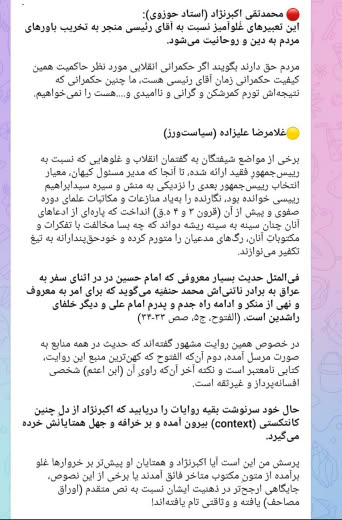 🔴 محمدتقی اکبرنژاد (استاد حوزوی):
این تعبیرهای غلوآمیز نسبت به آقای رئیسی منجر به تخریب باورهای
مردم به دین و روحانیت می‌شود.
مردم حق دارند بگویند اگر حکمرانی انقلابی مورد نظر حاکمیت همین
کیفیت حکمرانی زمان آقای رئیسی هست، ما چنین حکمرانی که
نتیجه‌اش تورم کمرشکن و گرانی و ناامیدی و....هست را نمی‌خواهیم.
🟡غلامرضا علیزاده (سیاست‌ورز)
برخی از مواضع شیفتگان به گفتمان انقلاب و غلوهایی که نسبت به
رییس‌جمهور فقید ارائه شده، تا آنجا که مدیر مسئول کیهان، معیار
انتخاب رییس‌جمهور بعدی را نزدیکی به منش و سیره سیدابراهیم
رییسی خوانده بود، نگارنده را به‌یاد منازعات و مکاتبات علمای دوره
صفوی و پیش از آن (قرون ۳ و ۴ ه.ق) انداخت که پاره‌ای از ادعاهای
آنان چنان سینه به سینه ریشه دواند که چه بسا مخالفت با تفکرات و
مکتوبات آنان، رگ‌های مدعیان را متورم کرده و خودحق‌پندارانه به تیغ
تکفیر می‌نوازند.
فی‌المثل حدیث بسیار معروفی که امام حسین در در اثنای سفر به
عراق به برادر ناتنی‌اش محمد حنفیه می‌گوید که برای امر به معروف
و نهی از منکر و ادامه راه جدم و پدرم امام علی و دیگر خلفای
راشدین است. (الفتوح، ج۵، صص ۳۳-۳۴)
در خصوص همین روایت مشهور گفته‌اند که حدیث در همه منابع به
صورت مرسل آمده، دوم آن‌که الفتوح که کهن‌ترین منبع این روایت،
کتابی نامعتبر است و نکته آخر آن‌که راوی آن (ابن اعثم) شخصی
افسانه‌پرداز و غیرثقه است.
حال خود سرنوشت بقیه روایات را دریابید که اکبرنژاد از دل چنین
کانتکستی (context) بیرون آمده و بر خرافه و جهل همتایانش خرده
می‌گیرد.
پرسش من این است آیا اکبرنژاد و همتایان او پیش‌تر بر خروارها غلو
برآمده از متون مکتوب متاخر فائق آمدند یا برخی از این نصوص،
جایگاهی ارجح‌تر در ذهنیت ایشان نسبت به نص متقدم (اوراق
مصاحف) یافته و وثاقتی تام یافته‌اند!